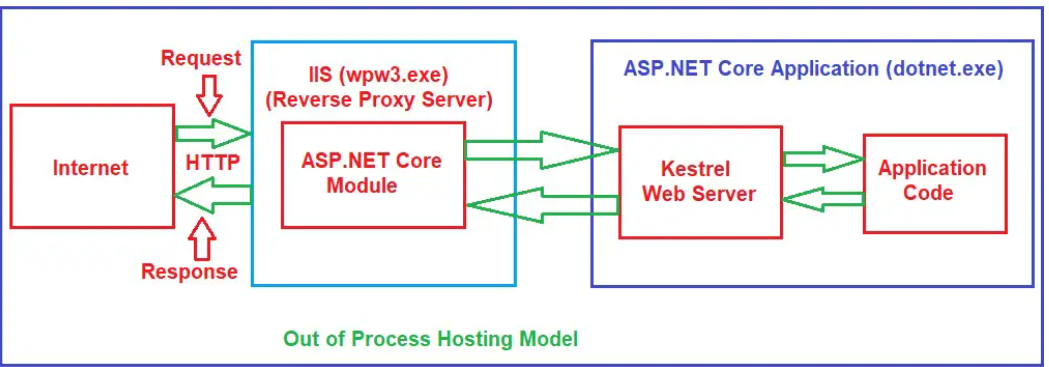 Request
HTTP
Response
Internet
IIS (wpw3.exe)
(Reverse Proxy Server)
ASP.NET Core
Module
ASP.NET Core Application (dotnet.exe)
Kestrel
Web Server
Application
Code
Out of Process Hosting Model